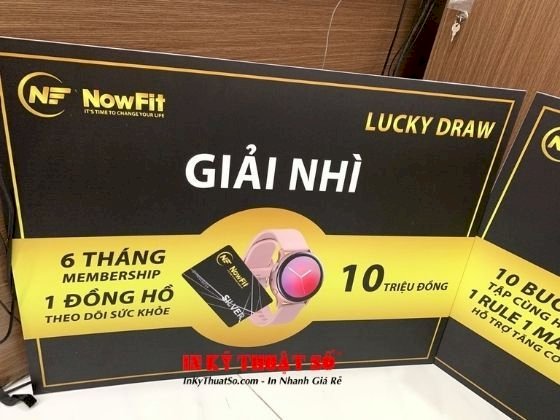 NF NowFit
IT'S TIME TO CHANGE YOUR LIFE
LUCKY DRAW
GIẢI NHÌ
6 THÁNG
MEMBERSHIP
1 ĐỒNG HỒ
THEO DÕI SỨC KHỎE
NF NowFit
SILVER
10 TRIỆU ĐỒNG
10 BUỔ
TẬP CÙNG H
1 RULE 1 MA
HỖ TRỢ TĂNG CƠ
IN KỸ THUẬT SỐ
InKyThuatSo.com - In Nhanh Giá Rẻ